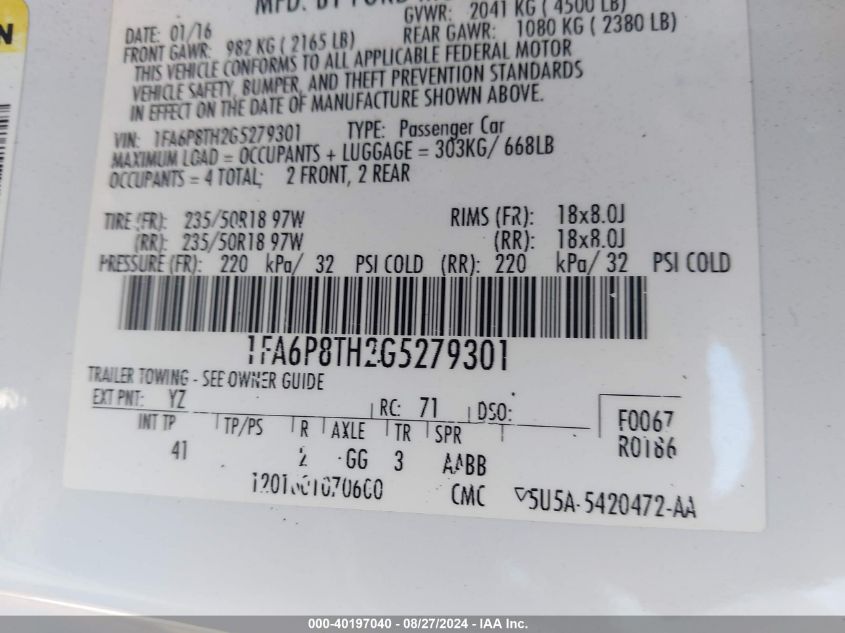 N
MFD. BY FORD
DATE: 01/16 GVWR: 2041 KG ( 4500 LB)
FRONT GAWR: 982 KG ( 2165 LB) REAR GAWR: 1080 KG ( 2380 LB)
THIS VEHICLE CONFORMS TO ALL APPLICABLE FEDERAL MOTOR
VEHICLE SAFETY, BUMPER, AND THEFT PREVENTION STANDARDS
IN EFFECT ON THE DATE OF MANUFACTURE SHOWN ABOVE.
VIN: 1FA6P8TH2G5279301 TYPE: Passenger Car
MAXIMUM LOAD = OCCUPANTS + LUGGAGE = 303KG/ 668LB
OCCUPANTS = 4 TOTAL; 2 FRONT, 2 REAR
TIRE (FR): 235/50R18 97W RIMS (FR): 18x8.0J
(RR): 235/50R18 97W (RR): 18x8.0J
PRESSURE (FR): 220 kPa/ 32 PSI COLD (RR): 220 kPa/ 32 PSI COLD
1FA6P8TH2G5279301
TRAILER TOWING - SEE OWNER GUIDE
EXT PNT: YZ RC: 71 DSO:
INT TP TP/PS R AXLE TR SPR
41 2 GG 3 AABB
F0067
R0186
CMC 5U5A-5420472-AA
000-40197040 - 08/27/2024 - IAA Inc.